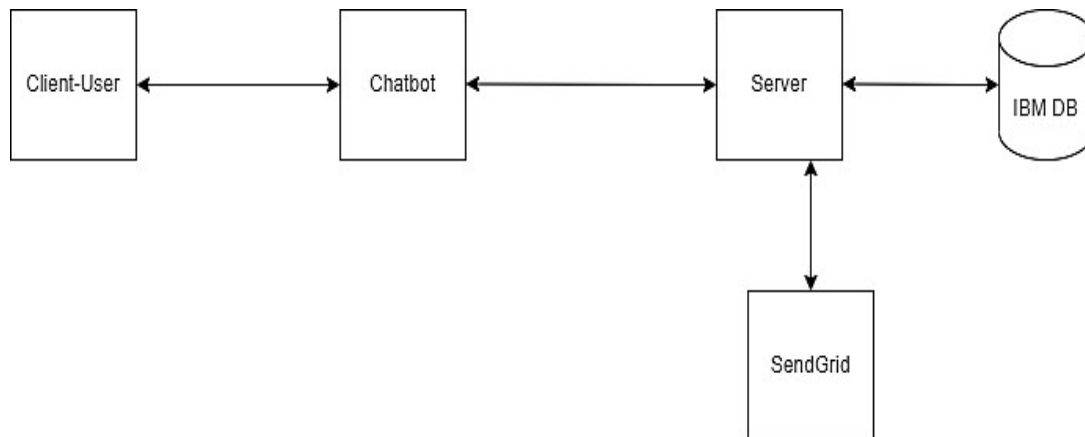 Client-User
Chatbot
Server
IBM DB
SendGrid